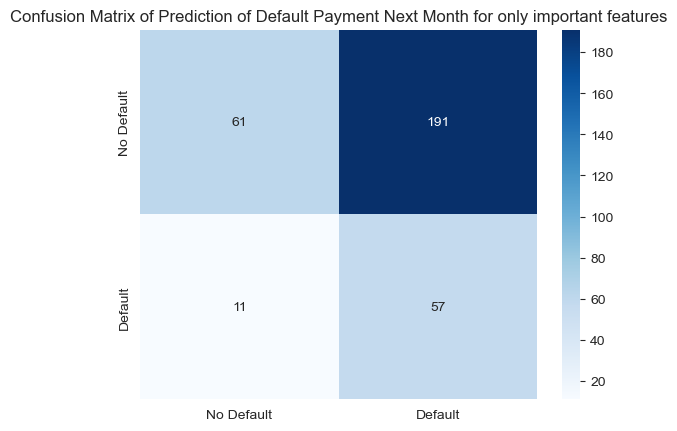 Confusion Matrix of Prediction of Default Payment Next Month for only important features
No Default
61
191
Default
11
57
No Default
Default
180
160
140
120
100
80
60
40
20